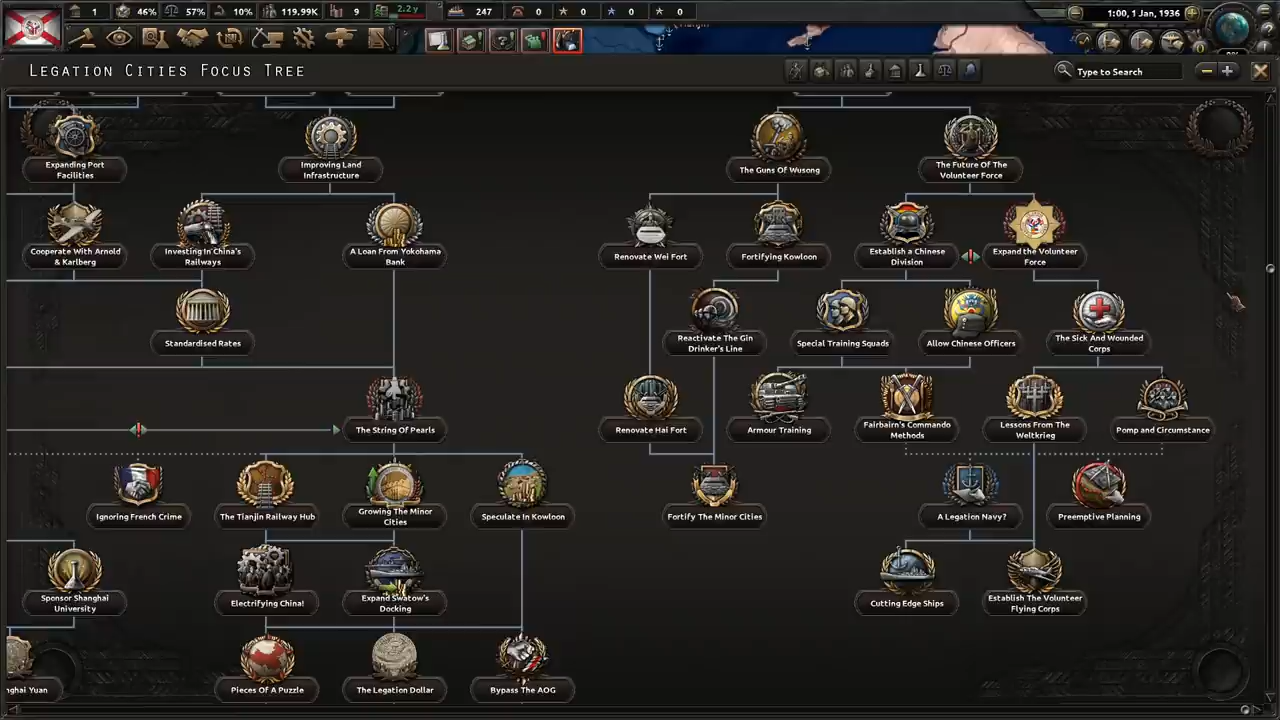 1 46% 57% 10% 119.99K 9 2.2 y 247 0 0 0 0
1:00, 1 Jan, 1936
Legation Cities Focus Tree
Type to Search
Expanding Port
Facilities
Improving Land
Infrastructure
The Guns Of Wusong
The Future Of The
Volunteer Force
Cooperate With Arnold
& Karlberg
Investing In China's
Railways
A Loan From Yokohama
Bank
Renovate Wei Fort
Fortifying Kowloon
Establish a Chinese
Division
Expand the Volunteer
Force
Standardised Rates
Reactivate The Gin
Drinker's Line
Special Training Squads
Allow Chinese Officers
The Sick And Wounded
Corps
The String Of Pearls
Renovate Hai Fort
Armour Training
Fairbairn's Commando
Methods
Lessons From The
Weltkrieg
Pomp and Circumstance
Ignoring French Crime
The Tianjin Railway Hub
Growing The Minor
Cities
Speculate In Kowloon
Fortify The Minor Cities
A Legation Navy?
Preemptive Planning
Sponsor Shanghai
University
Electrifying China!
Expand Swatow's
Docking
Cutting Edge Ships
Establish The Volunteer
Flying Corps
nghai Yuan
Pieces Of A Puzzle
The Legation Dollar
Bypass The AOG